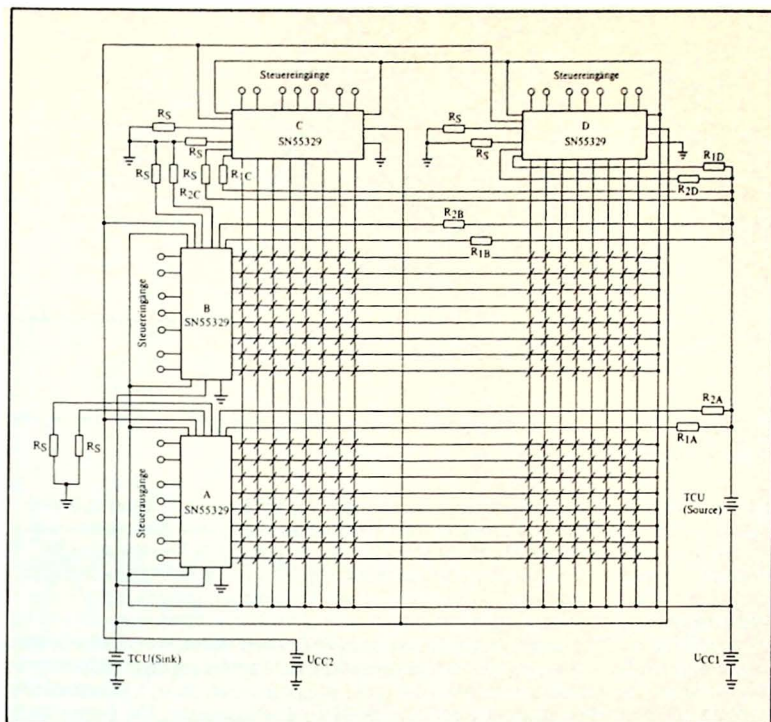 Steuereingänge
Steuereingänge
C
SN55329
D
SN55329
RS
RS
RS
RS
RS
R2C
RS
R1C
R1D
R2D
R2B
R1B
Steuereingänge
B
SN55329
R2A
R1A
RS
RS
Steuerausgänge
A
SN55329
TCU
(Source)
TCU(Sink)
UCC2
UCC1